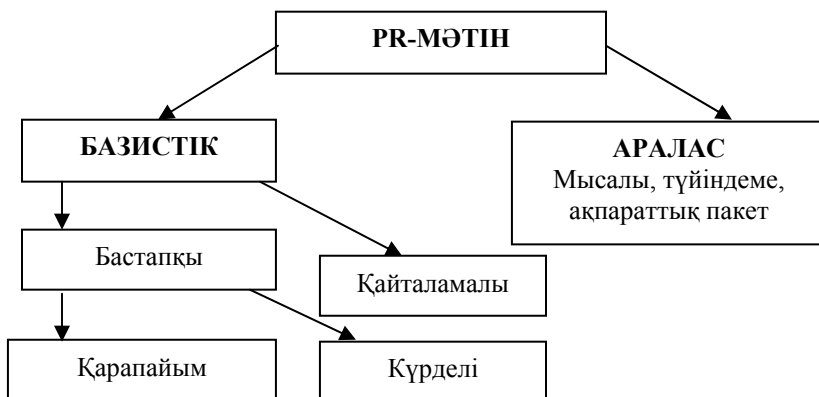 PR-МӘТІН
БАЗИСТІК
АРАЛАС
Мысалы, түйіндеме,
ақпараттық пакет
Бастапқы
Қайталамалы
Қарапайым
Күрделі